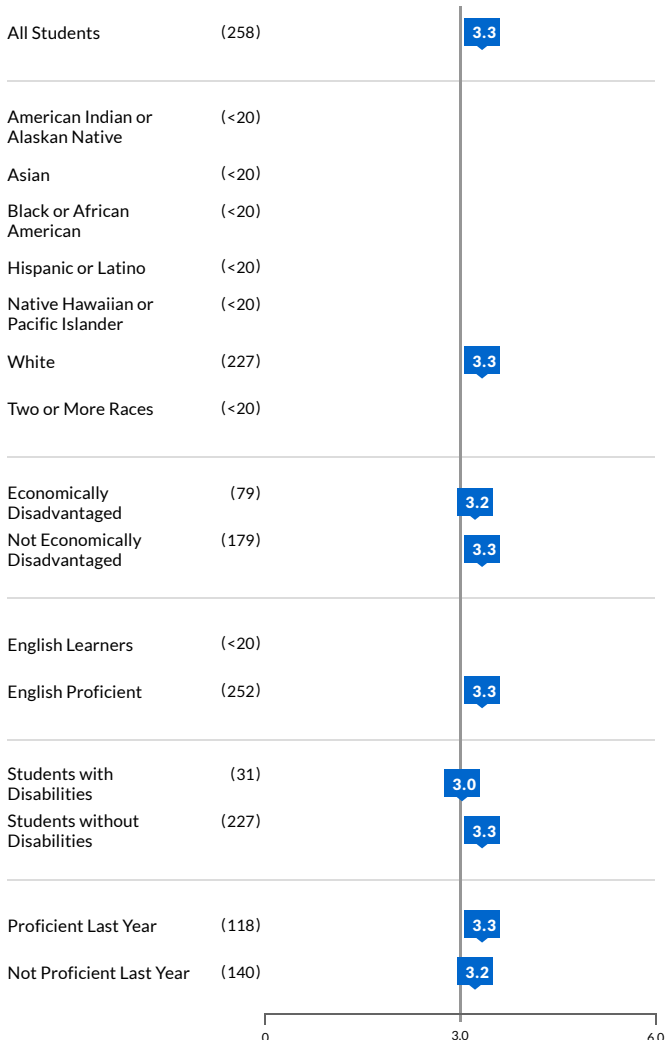 All Students (258) 3.3
American Indian or (<20)
Alaskan Native
Asian (<20)
Black or African (<20)
American
Hispanic or Latino (<20)
Native Hawaiian or (<20)
Pacific Islander
White (227) 3.3
Two or More Races (<20)
Economically (79) 3.2
Disadvantaged
Not Economically (179) 3.3
Disadvantaged
English Learners (<20)
English Proficient (252) 3.3
Students with (31) 3.0
Disabilities
Students without (227) 3.3
Disabilities
Proficient Last Year (118) 3.3
Not Proficient Last Year (140) 3.2
0 3.0 6.0